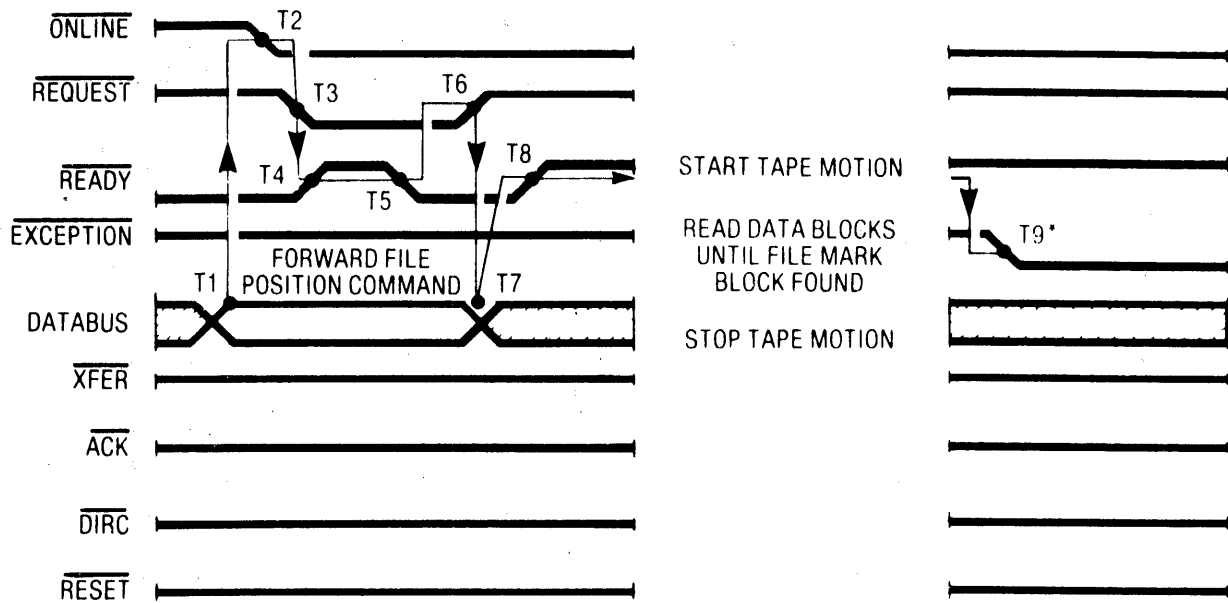 ONLINE
T2
REQUEST
T3
T6
READY
T4
T5
T8
START TAPE MOTION
EXCEPTION
FORWARD FILE
POSITION COMMAND
READ DATA BLOCKS
UNTIL FILE MARK
BLOCK FOUND
T9*
DATABUS
T1
T7
STOP TAPE MOTION
XFER
ACK
DIRC
RESET